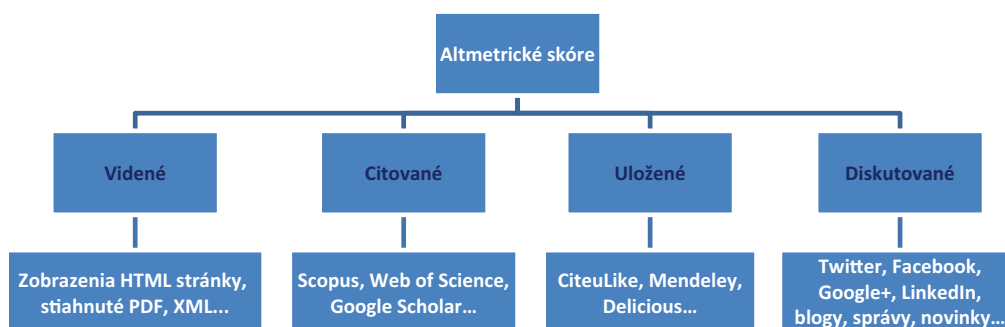 Altmetrické skóre
Videné
Citované
Uložené
Diskutované
Zobrazenia HTML stránky,
stiahnuté PDF, XML...
Scopus, Web of Science,
Google Scholar…
CiteuLike, Mendeley,
Delicious…
Twitter, Facebook,
Google+, LinkedIn,
blogy, správy, novinky…